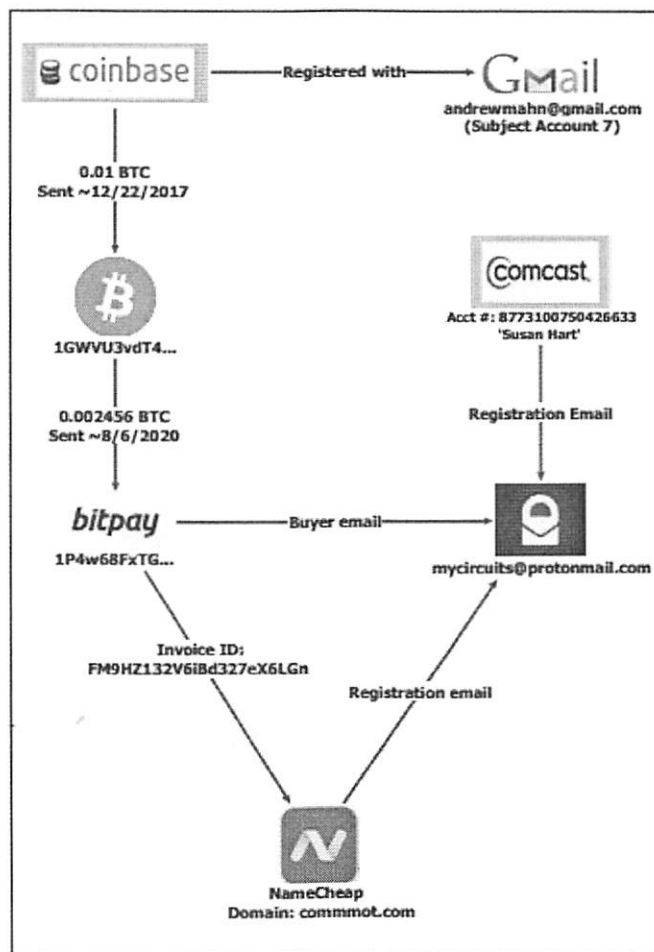 coinbase
Registered with
GMail
andrewmahn@gmail.com
(Subject Account 7)
0.01 BTC
Sent ~12/22/2017
1GWVU3vdT4...
comcast.
Acct #: 8773100750426633
'Susan Hart'
0.002456 BTC
Sent ~8/6/2020
Registration Email
bitpay
1P4w68FxTG...
Buyer email
mycircuits@protonmail.com
Invoice ID:
FM9HZ132V6iBd327eX6LGn
Registration email
NameCheap
Domain: commmot.com